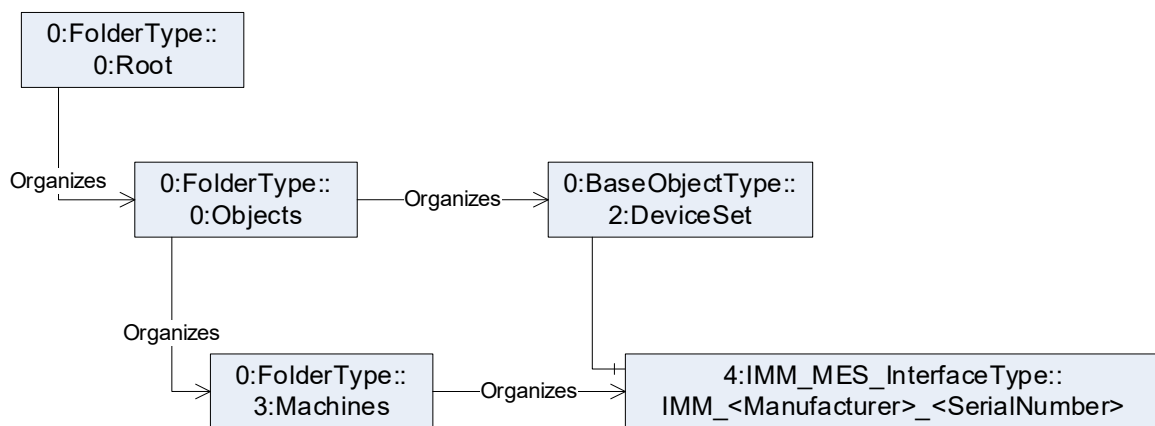 0:FolderType::
0:Root
Organizes
0:FolderType::
0:Objects
Organizes
0:BaseObjectType::
2:DeviceSet
Organizes
0:FolderType::
3:Machines
Organizes
4:IMM_MES_InterfaceType::
IMM_<Manufacturer>_<SerialNumber>